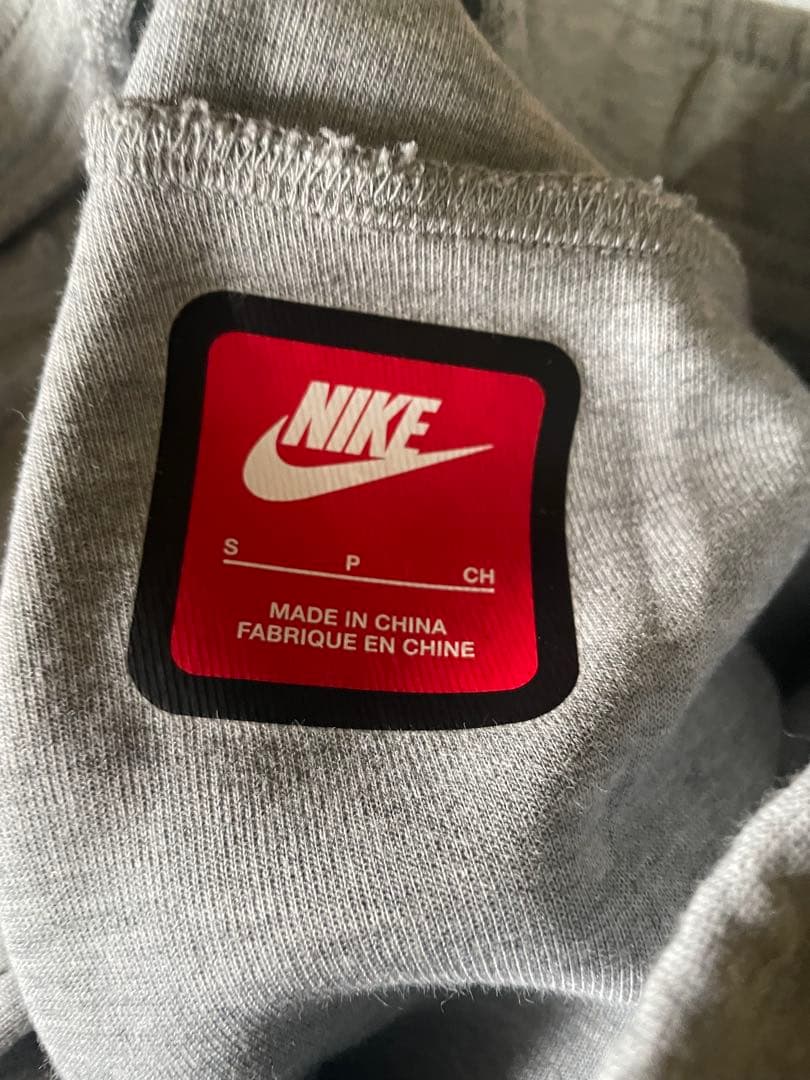 NIKE
S P CH
MADE IN CHINA
FABRIQUE EN CHINE